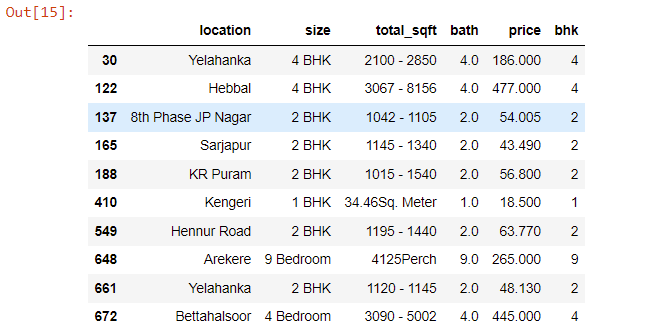 Out[15]:
location size total_sqft bath price bhk
30 Yelahanka 4 BHK 2100 - 2850 4.0 186.000 4
122 Hebbal 4 BHK 3067 - 8156 4.0 477.000 4
137 8th Phase JP Nagar 2 BHK 1042 - 1105 2.0 54.005 2
165 Sarjapur 2 BHK 1145 - 1340 2.0 43.490 2
188 KR Puram 2 BHK 1015 - 1540 2.0 56.800 2
410 Kengeri 1 BHK 34.46Sq. Meter 1.0 18.500 1
549 Hennur Road 2 BHK 1195 - 1440 2.0 63.770 2
648 Arekere 9 Bedroom 4125Perch 9.0 265.000 9
661 Yelahanka 2 BHK 1120 - 1145 2.0 48.130 2
672 Bettahalsoor 4 Bedroom 3090 - 5002 4.0 445.000 4